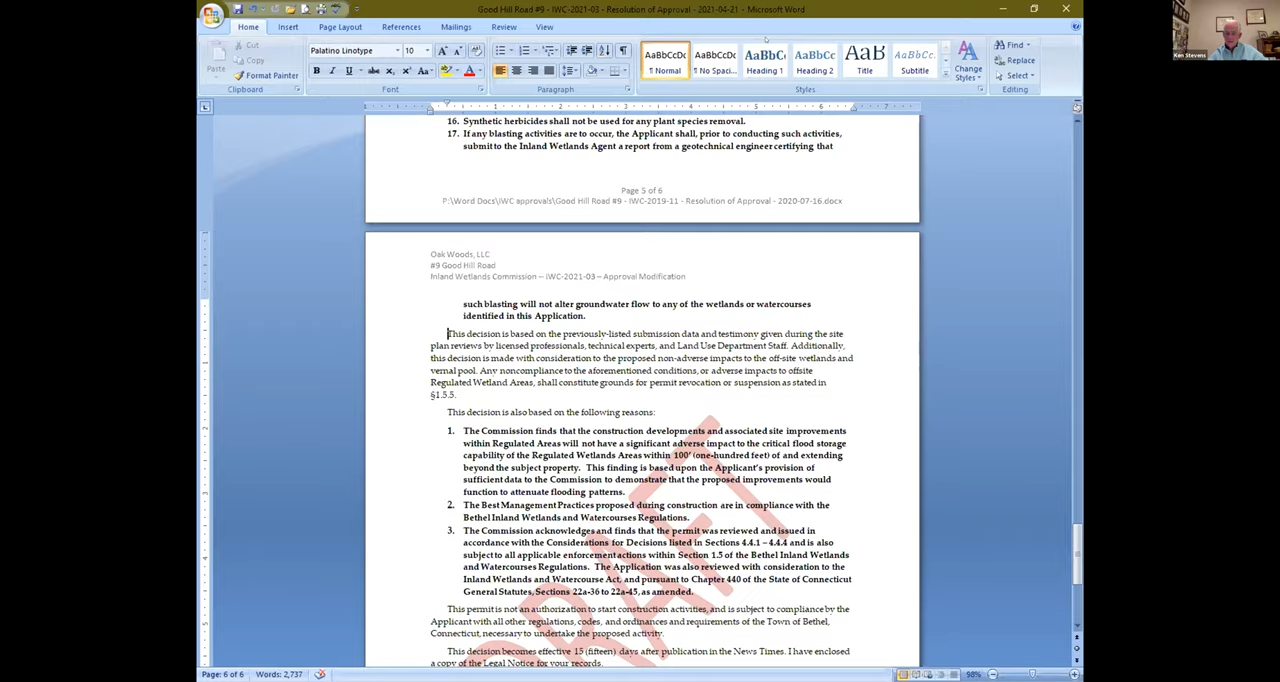 Good Hill Road #9 - IWC-2021-03 - Resolution of Approval - 2021-04-21 - Microsoft Word
Home Insert Page Layout References Mailings Review View
Paste
Cut
Copy
Format Painter
Clipboard
Palatino Linotype 10
Font
Paragraph
AaBbCcDc AaBbCcDc AaBbC AaBbCc AaB AaBbCc.
¶ Normal ¶ No Spaci... Heading 1 Heading 2 Title Subtitle
Change
Styles
Styles
Find
Replace
Select
Editing
Ken Stevens
16. Synthetic herbicides shall not be used for any plant species removal.
17. If any blasting activities are to occur, the Applicant shall, prior to conducting such activities,
submit to the Inland Wetlands Agent a report from a geotechnical engineer certifying that
Page 5 of 6
P:\Word Docs\IWC approvals\Good Hill Road #9 - IWC-2019-11 - Resolution of Approval - 2020-07-16.docx
Oak Woods, LLC
#9 Good Hill Road
Inland Wetlands Commission – IWC-2021-03 – Approval Modification
such blasting will not alter groundwater flow to any of the wetlands or watercourses
identified in this Application.
This decision is based on the previously-listed submission data and testimony given during the site
plan reviews by licensed professionals, technical experts, and Land Use Department Staff. Additionally,
this decision is made with consideration to the proposed non-adverse impacts to the off-site wetlands and
vernal pool. Any noncompliance to the aforementioned conditions, or adverse impacts to offsite
Regulated Wetland Areas, shall constitute grounds for permit revocation or suspension as stated in
§1.5.5.
This decision is also based on the following reasons:
1. The Commission finds that the construction developments and associated site improvements
within Regulated Areas will not have a significant adverse impact to the critical flood storage
capability of the Regulated Wetlands Areas within 100' (one-hundred feet) of and extending
beyond the subject property. This finding is based upon the Applicant's provision of
sufficient data to the Commission to demonstrate that the proposed improvements would
function to attenuate flooding patterns.
2. The Best Management Practices proposed during construction are in compliance with the
Bethel Inland Wetlands and Watercourses Regulations.
3. The Commission acknowledges and finds that the permit was reviewed and issued in
accordance with the Considerations for Decisions listed in Sections 4.4.1 – 4.4.4 and is also
subject to all applicable enforcement actions within Section 1.5 of the Bethel Inland Wetlands
and Watercourses Regulations. The Application was also reviewed with consideration to the
Inland Wetlands and Watercourse Act, and pursuant to Chapter 440 of the State of Connecticut
General Statutes, Sections 22a-36 to 22a-45, as amended.
This permit is not an authorization to start construction activities, and is subject to compliance by the
Applicant with all other regulations, codes, and ordinances and requirements of the Town of Bethel,
Connecticut, necessary to undertake the proposed activity.
This decision becomes effective 15 (fifteen) days after publication in the News Times. I have enclosed
a copy of the Legal Notice for your records.
DRAFT
Page: 6 of 6 Words: 2,737 98%